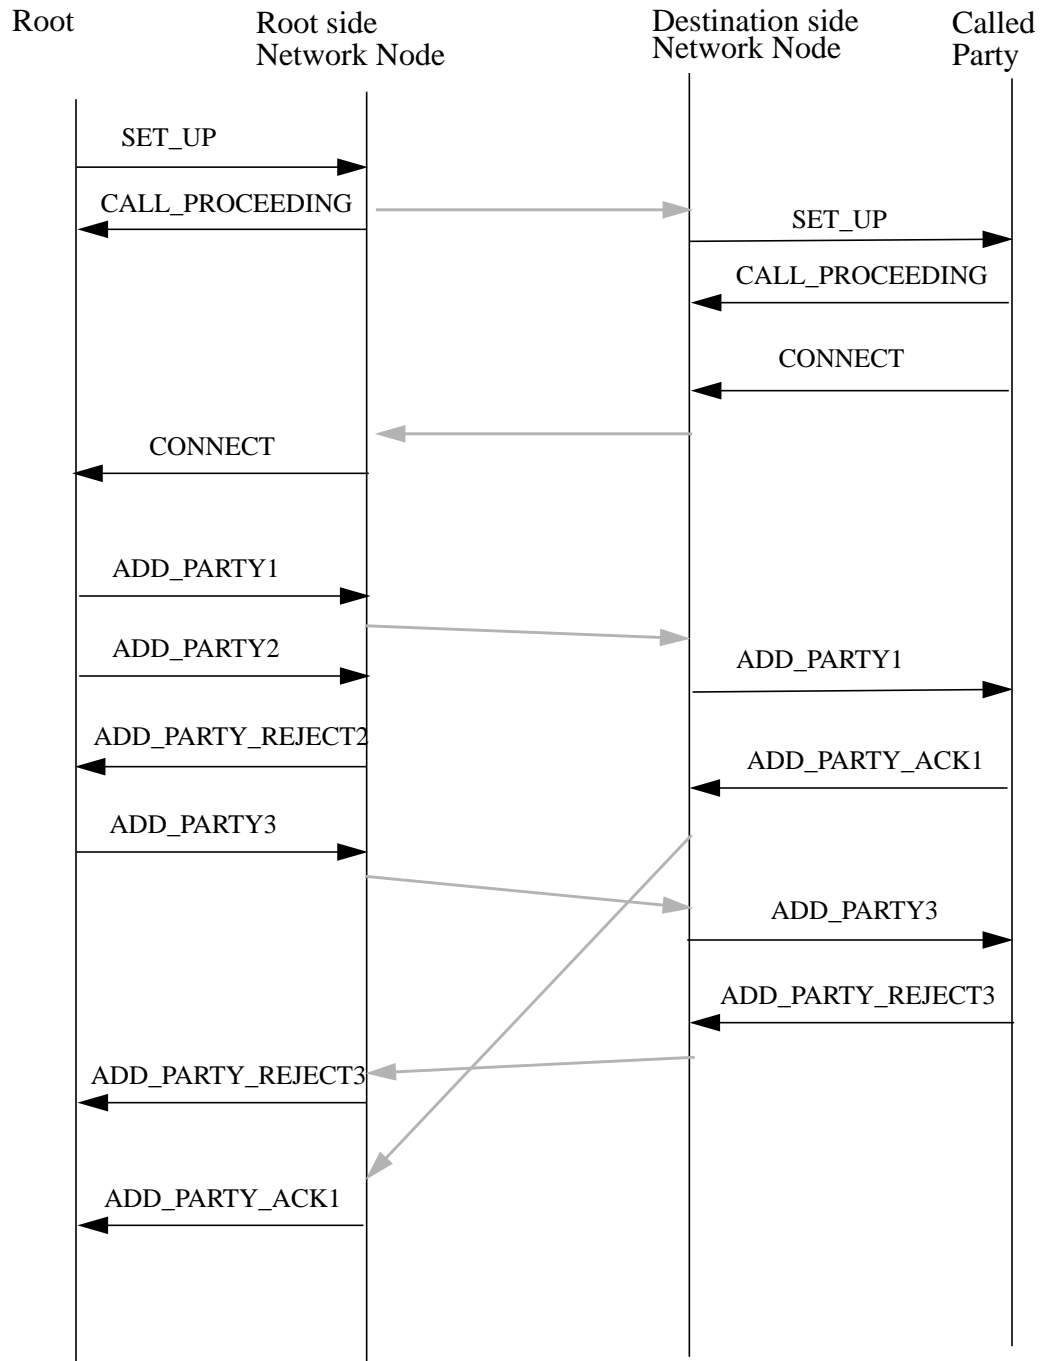 Root
Root side
Network Node
Destination side
Network Node
Called
Party
SET_UP
CALL_PROCEEDING
SET_UP
CALL_PROCEEDING
CONNECT
CONNECT
ADD_PARTY1
ADD_PARTY2
ADD_PARTY1
ADD_PARTY_REJECT2
ADD_PARTY_ACK1
ADD_PARTY3
ADD_PARTY3
ADD_PARTY_REJECT3
ADD_PARTY_REJECT3
ADD_PARTY_ACK1